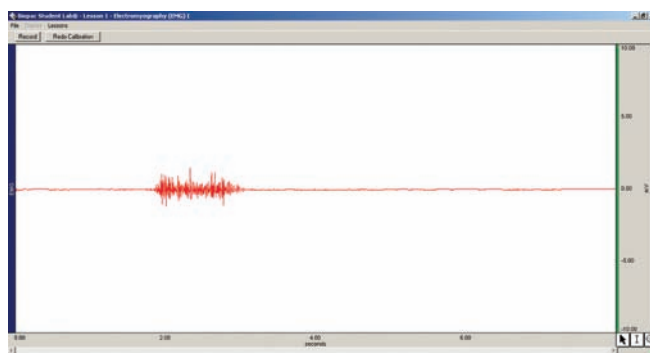 Biopac Student Lab® - Lesson 1 - Electromyography (EMG) I
File Lessons
Record Redo Calibration
10.00
5.00
0.00
mV
-5.00
-10.00
0.00 2.00 4.00 6.00
seconds